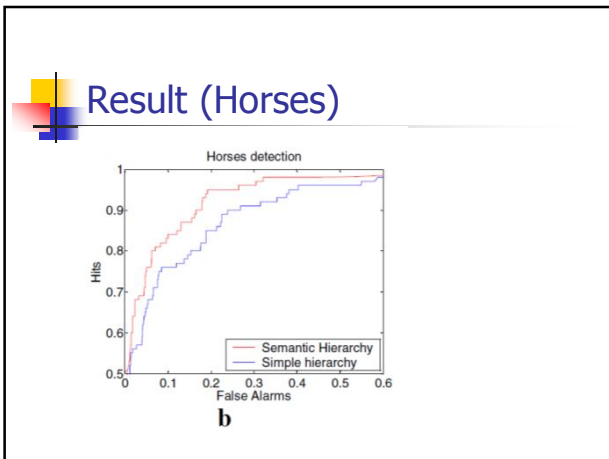 Result (Horses)
Horses detection
1
0.9
0.8
0.7
0.6
0.5
Hits
Semantic Hierarchy
Simple hierarchy
0 0.1 0.2 0.3 0.4 0.5 0.6
False Alarms
b